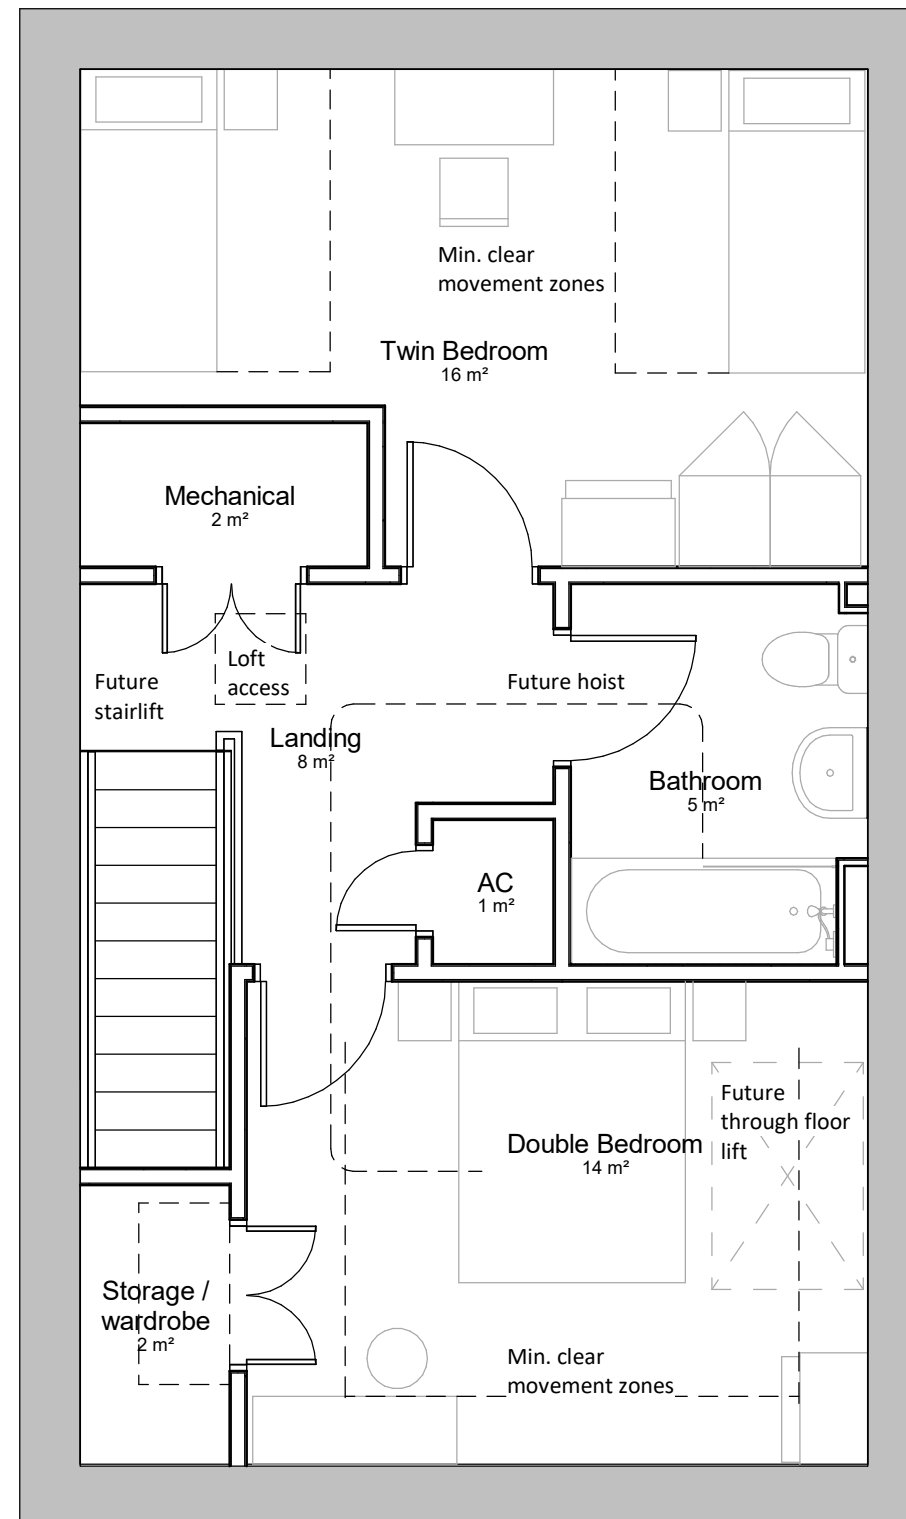 Min. clear
movement zones
Twin Bedroom
16 m²
Mechanical
2 m²
Loft
access
Future
stairlift
Future hoist
Landing
8 m²
Bathroom
5 m²
AC
1 m²
Future
through floor
lift
Double Bedroom
14 m²
Storage /
wardrobe
2 m²
Min. clear
movement zones